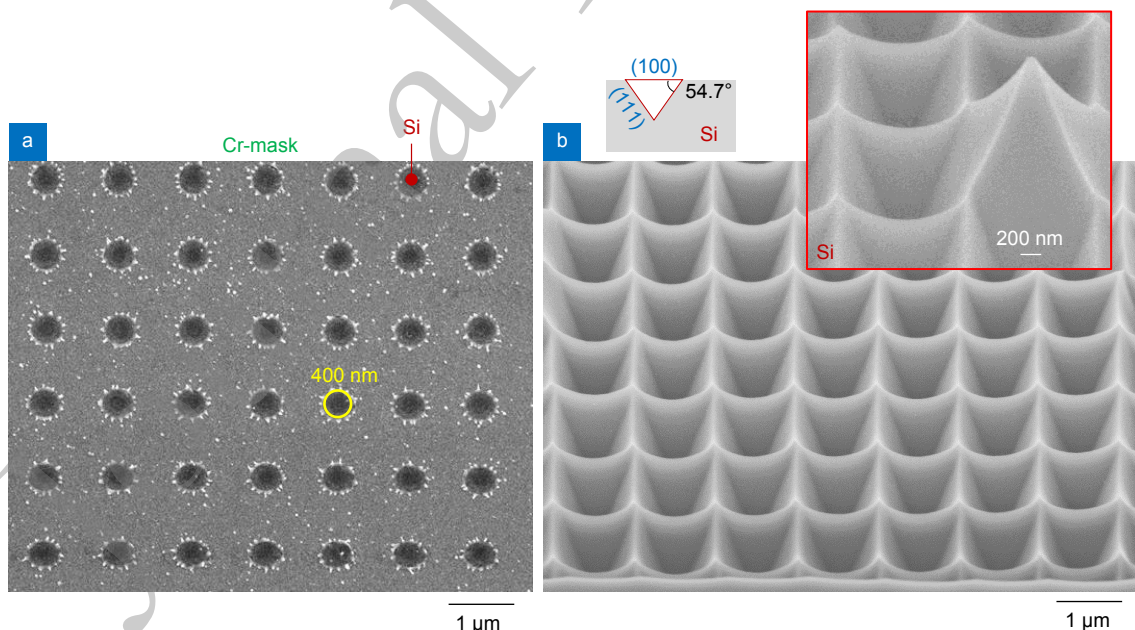 a
Cr-mask
Si
400 nm
1 µm
(100)
(111)
54.7°
Si
b
200 nm
Si
1 µm